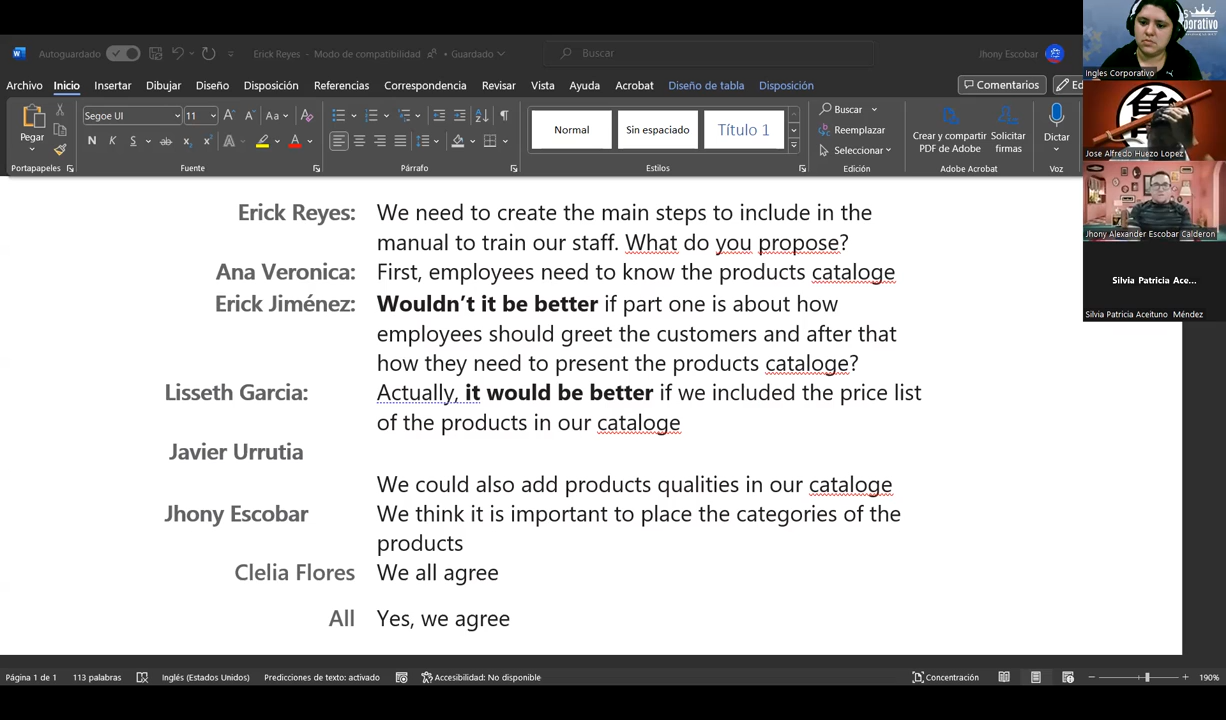 Autoguardado
Erick Reyes - Modo de compatibilidad
Guardado
Buscar
Jhony Escobar
Archivo Inicio Insertar Dibujar Diseño Disposición Referencias Correspondencia Revisar Vista Ayuda Acrobat Diseño de tabla Disposición
Comentarios
Pegar
Segoe UI 11
Normal
Sin espaciado
Título 1
Buscar
Reemplazar
Seleccionar
Crear y compartir PDF de Adobe
Solicitar firmas
Dictar
Portapapeles
Fuente
Párrafo
Estilos
Edición
Adobe Acrobat
Voz
Erick Reyes: We need to create the main steps to include in the
manual to train our staff. What do you propose?
Ana Veronica: First, employees need to know the products cataloge
Erick Jiménez: Wouldn't it be better if part one is about how
employees should greet the customers and after that
how they need to present the products cataloge?
Lisseth Garcia: Actually, it would be better if we included the price list
of the products in our cataloge
Javier Urrutia
We could also add products qualities in our cataloge
Jhony Escobar We think it is important to place the categories of the
products
Clelia Flores We all agree
All Yes, we agree
Ingles Corporativo
Jose Alfredo Huezo Lopez
Jhony Alexander Escobar Calderon
Silvia Patricia Ace...
Silvia Patricia Aceituno Méndez
Página 1 de 1 113 palabras Inglés (Estados Unidos) Predicciones de texto: activado Accesibilidad: No disponible Concentración 190%